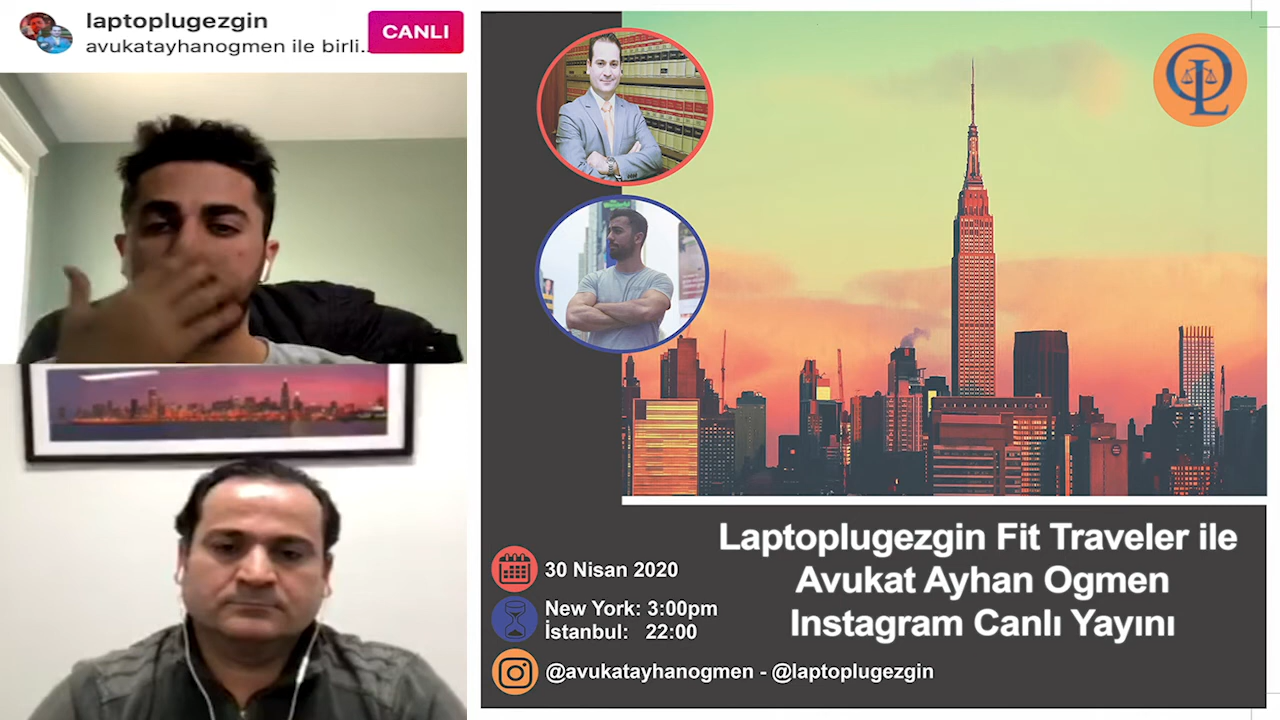 laptoplugezgin
avukatayhanogmen ile birli..
CANLI
OL
Laptoplugezgin Fit Traveler ile
Avukat Ayhan Ogmen
Instagram Canlı Yayını
30 Nisan 2020
New York: 3:00pm
İstanbul: 22:00
@avukatayhanogmen - @laptoplugezgin